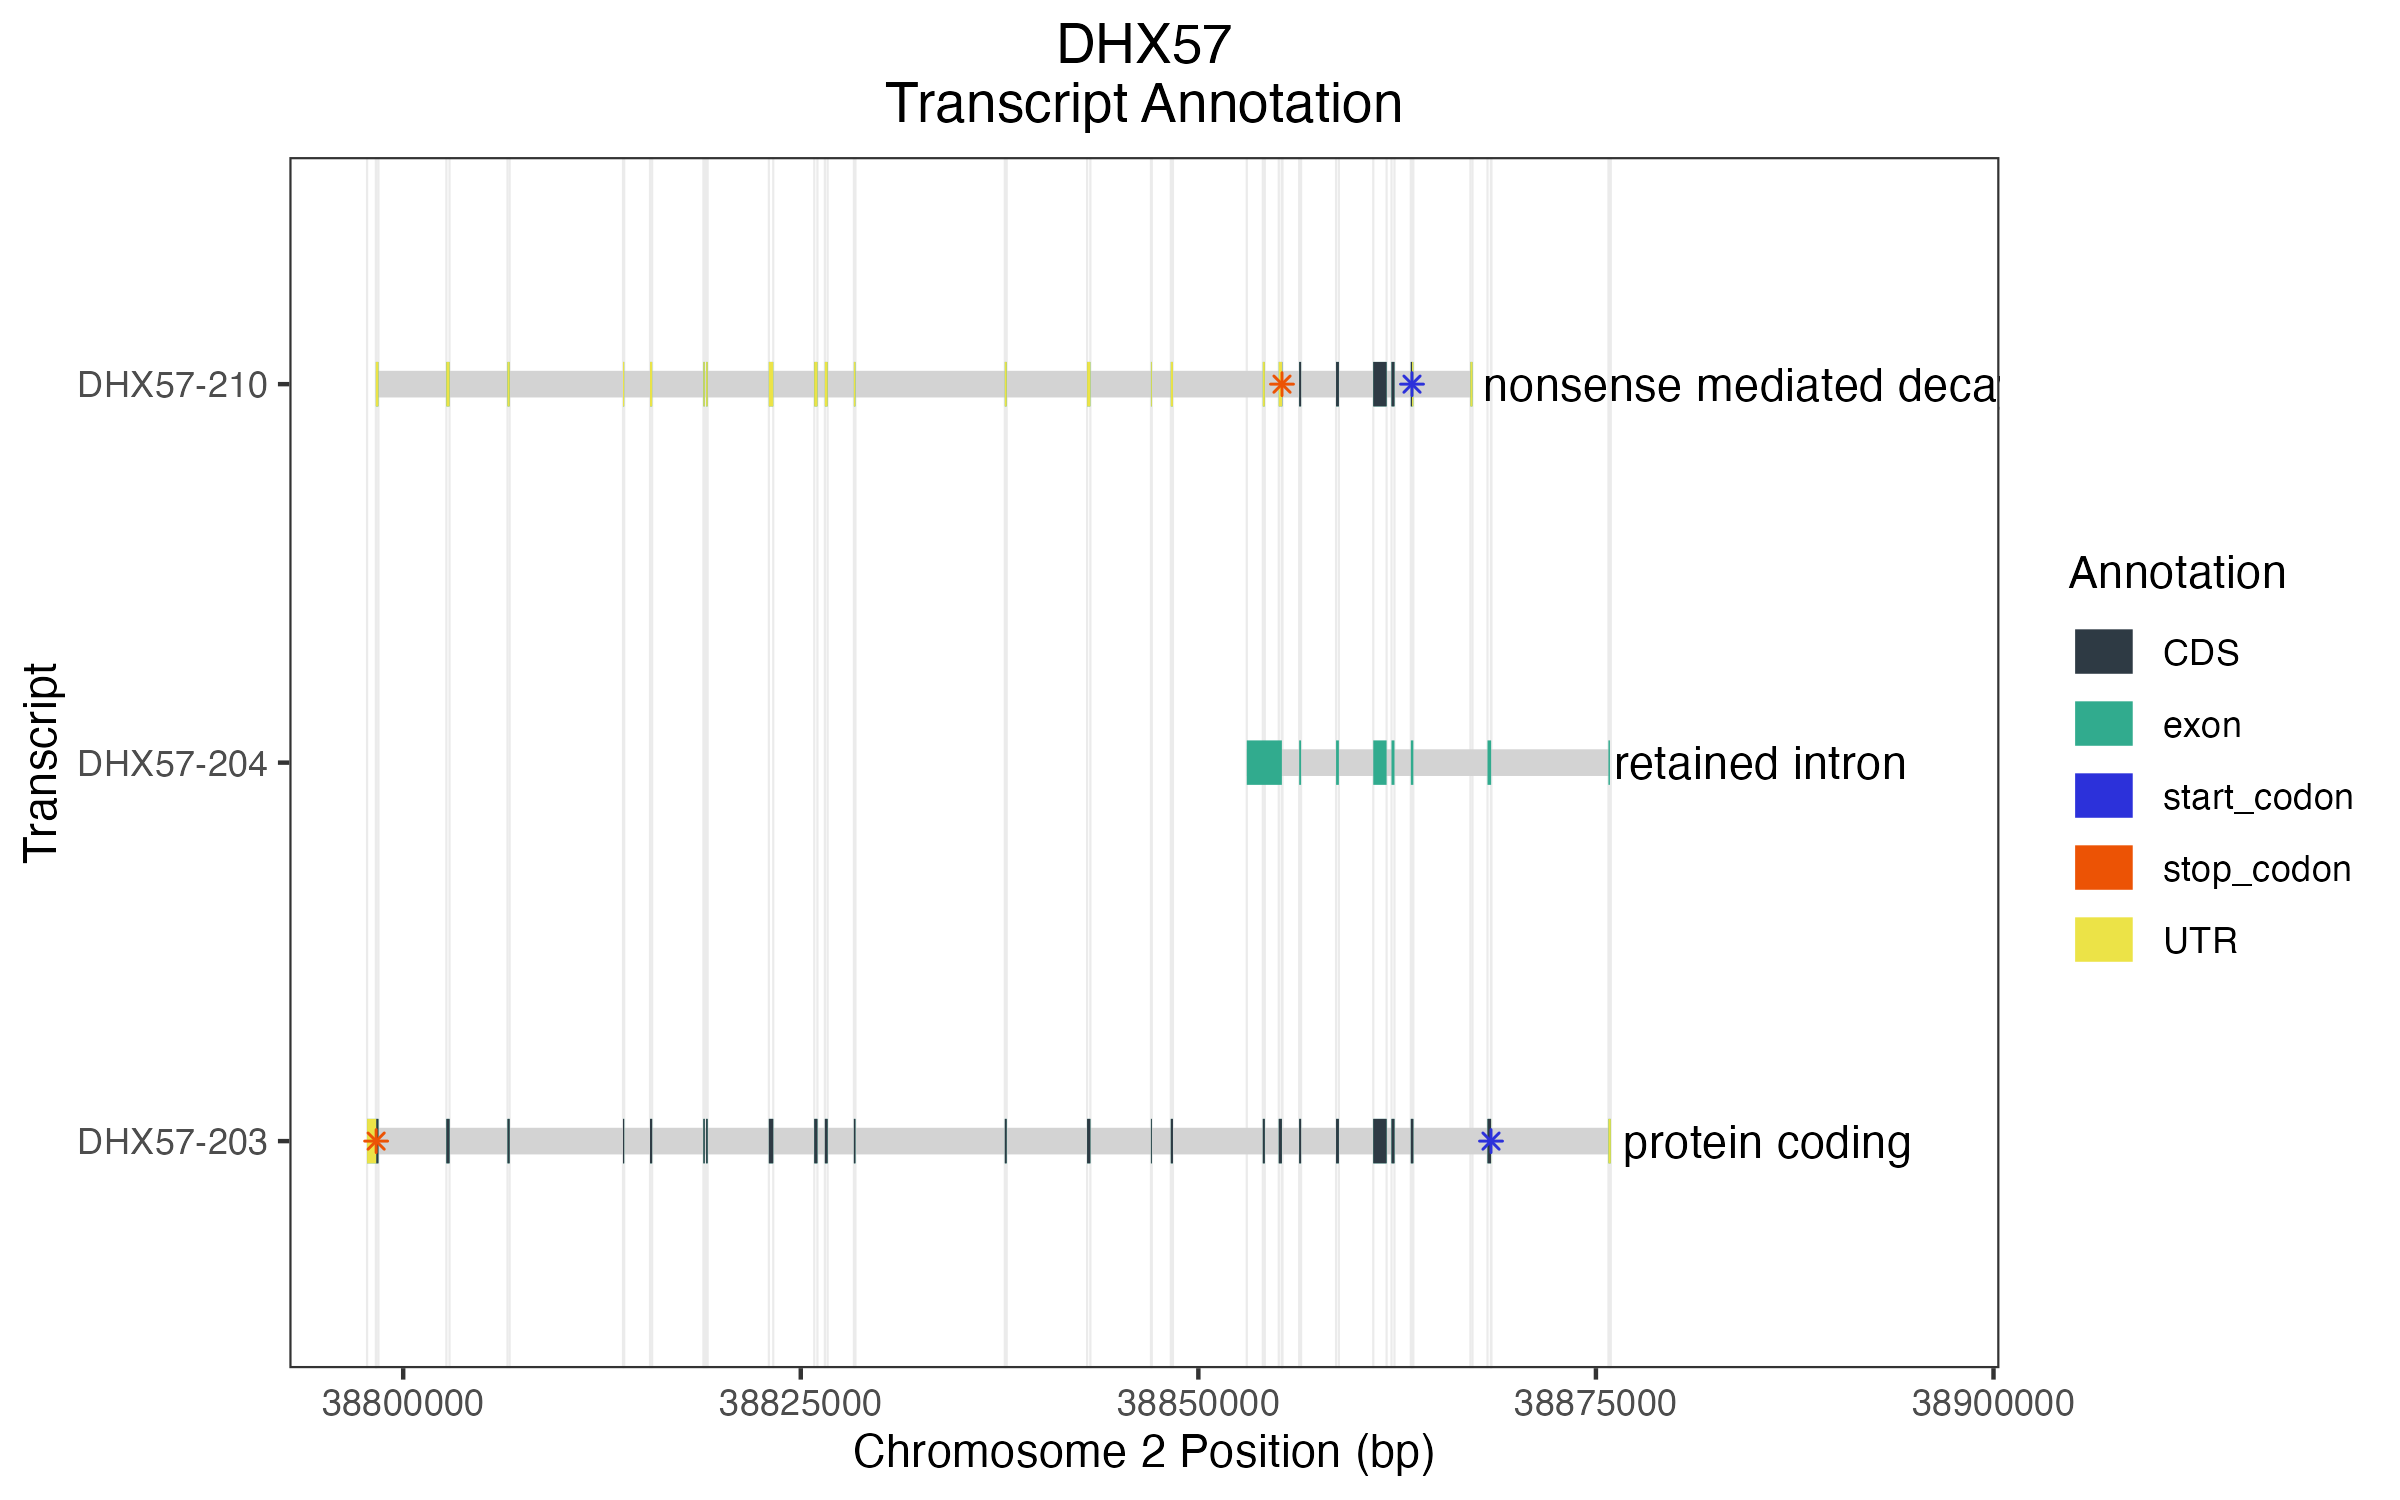 DHX57
Transcript Annotation
Transcript
DHX57-210
nonsense mediated deca
DHX57-204
retained intron
DHX57-203
protein coding
38800000
38825000
38850000
38875000
38900000
Chromosome 2 Position (bp)
Annotation
CDS
exon
start_codon
stop_codon
UTR